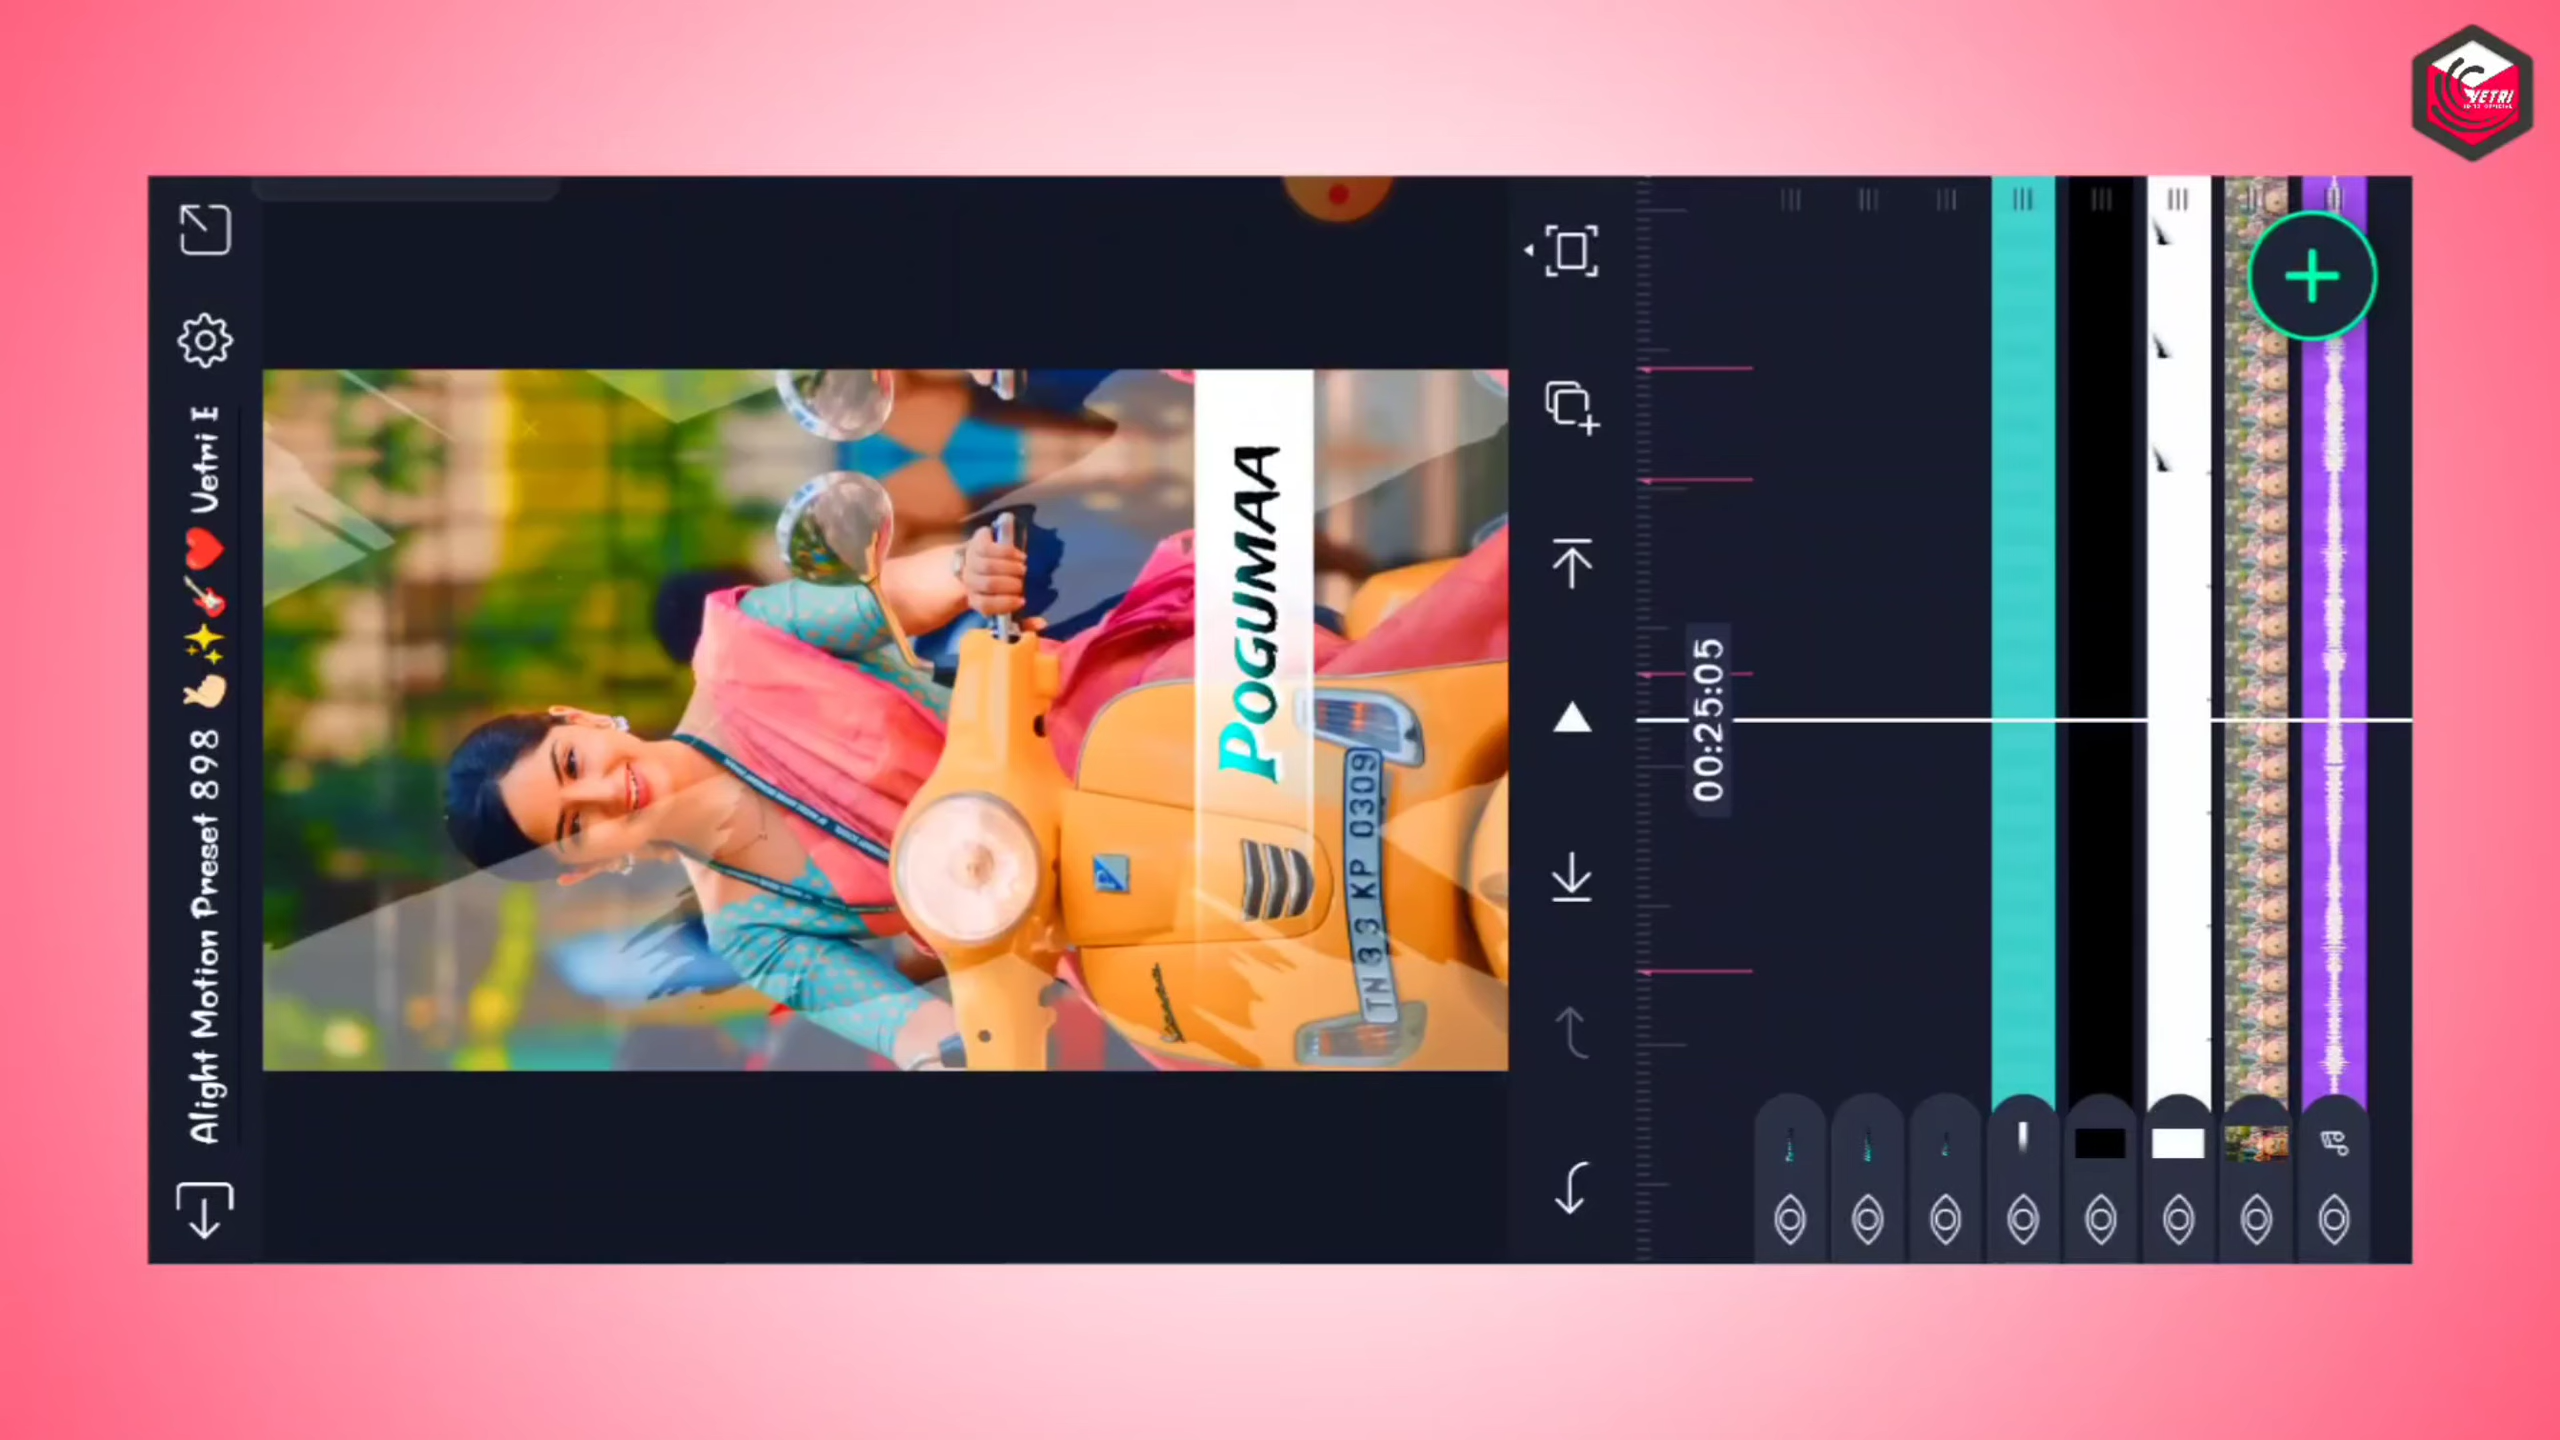 VETRI
Alight Motion Preset 898 🫰🏻✨🎸❤️ Vetri E
POGUMAA
TN 33 KP 0309
00:25:05